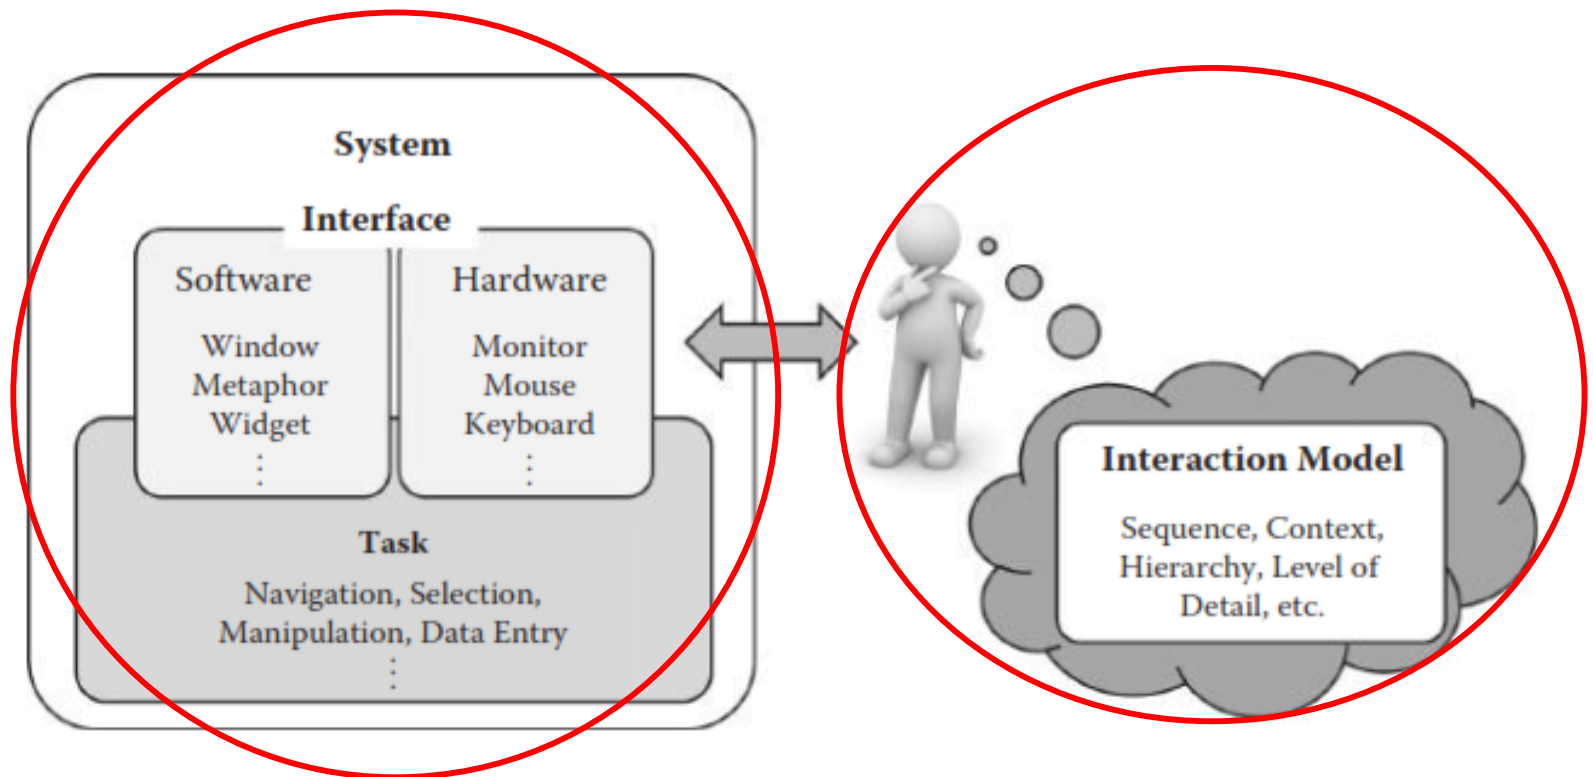 System
Interface
Software
Window
Metaphor
Widget
Hardware
Monitor
Mouse
Keyboard
Task
Navigation, Selection,
Manipulation, Data Entry
Interaction Model
Sequence, Context,
Hierarchy, Level of
Detail, etc.